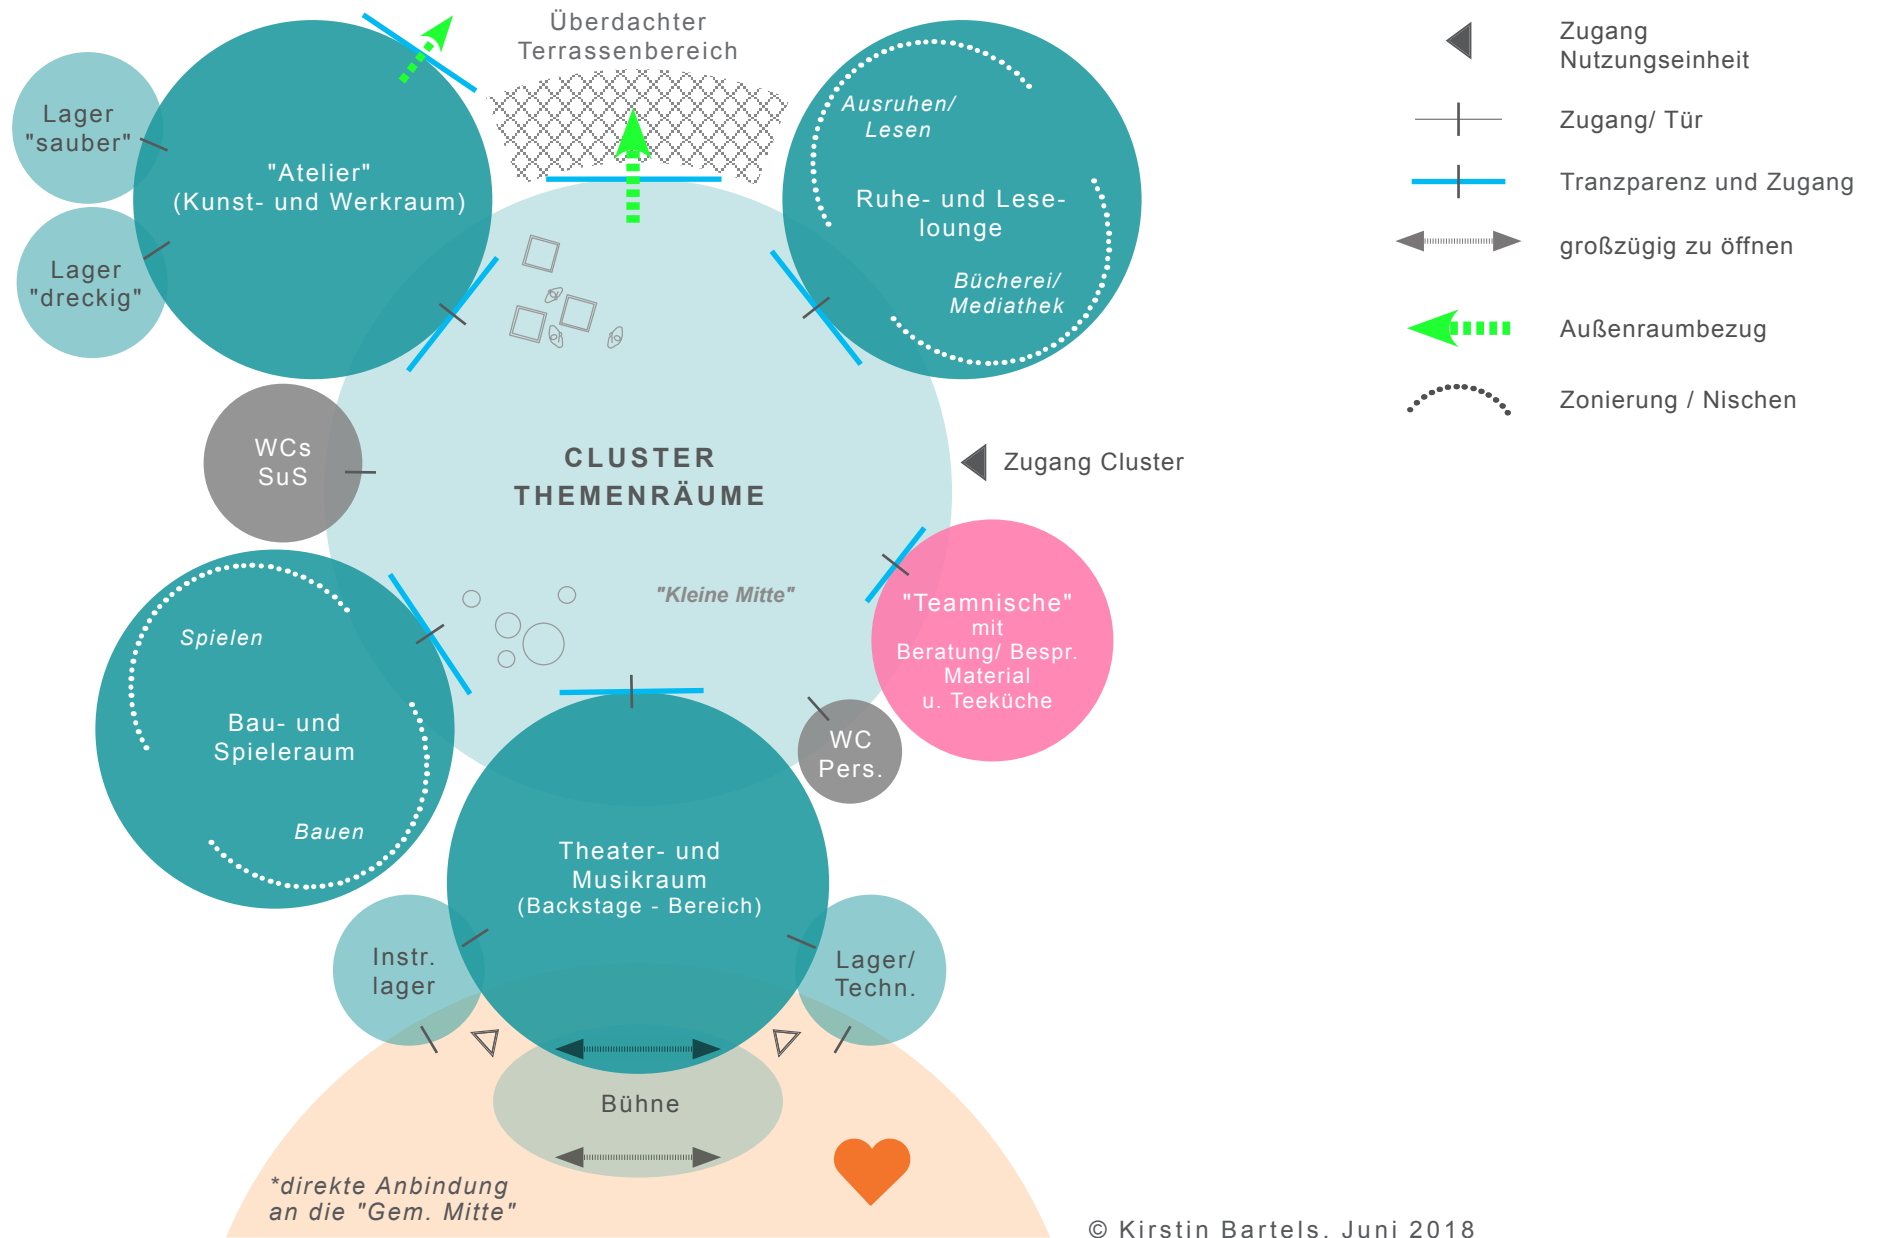 Überdachter
Terrassenbereich
Lager
"sauber"
"Atelier"
(Kunst- und Werkraum)
Lager
"dreckig"
Ausruhen/
Lesen
Ruhe- und Lese-
lounge
Bücherei/
Mediathek
WCs
SuS
CLUSTER
THEMENRÄUME
Zugang Cluster
"Kleine Mitte"
"Teamnische"
mit
Beratung/ Bespr.
Material
u. Teeküche
Spielen
Bau- und
Spieleraum
Bauen
WC
Pers.
Theater- und
Musikraum
(Backstage - Bereich)
Instr.
lager
Lager/
Techn.
Bühne
*direkte Anbindung
an die "Gem. Mitte"
Zugang
Nutzungseinheit
Zugang/ Tür
Tranzparenz und Zugang
großzügig zu öffnen
Außenraumbezug
Zonierung / Nischen
© Kirstin Bartels, Juni 2018